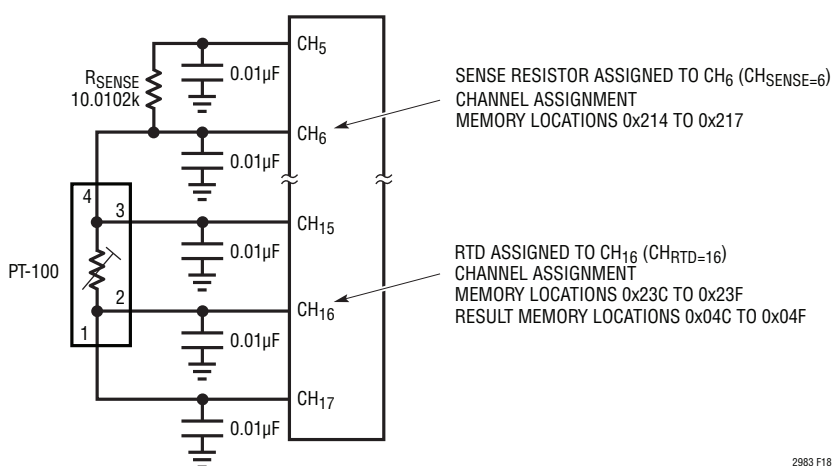 CH5
RSENSE
10.0102k
0.01µF
SENSE RESISTOR ASSIGNED TO CH6 (CHSENSE=6)
CHANNEL ASSIGNMENT
MEMORY LOCATIONS 0x214 TO 0x217
CH6
0.01µF
4
3
CH15
0.01µF
PT-100
RTD ASSIGNED TO CH16 (CHRTD=16)
CHANNEL ASSIGNMENT
MEMORY LOCATIONS 0x23C TO 0x23F
RESULT MEMORY LOCATIONS 0x04C TO 0x04F
2
CH16
1
0.01µF
CH17
0.01µF
2983 F18